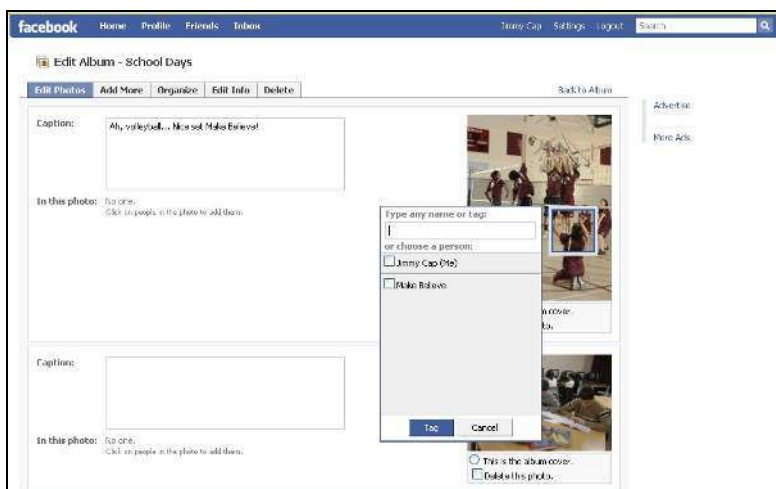 facebook Home Profile Friends Inbox Jimmy Cap Settings Logout Search
Edit Album - School Days
Edit Photos Add More Organize Edit Info Delete Back to Album
Advertise
More Ads
Caption: Ah, volleyball... Nice set Make Believe!
In this photo: No one.
Click on people in the photo to add them.
Type any name or tag:
or choose a person:
Jimmy Cap (Me)
Make Believe
Tag Cancel
cover.
Caption:
In this photo: No one.
Click on people in the photo to add them.
This is the album cover.
Delete this photo.